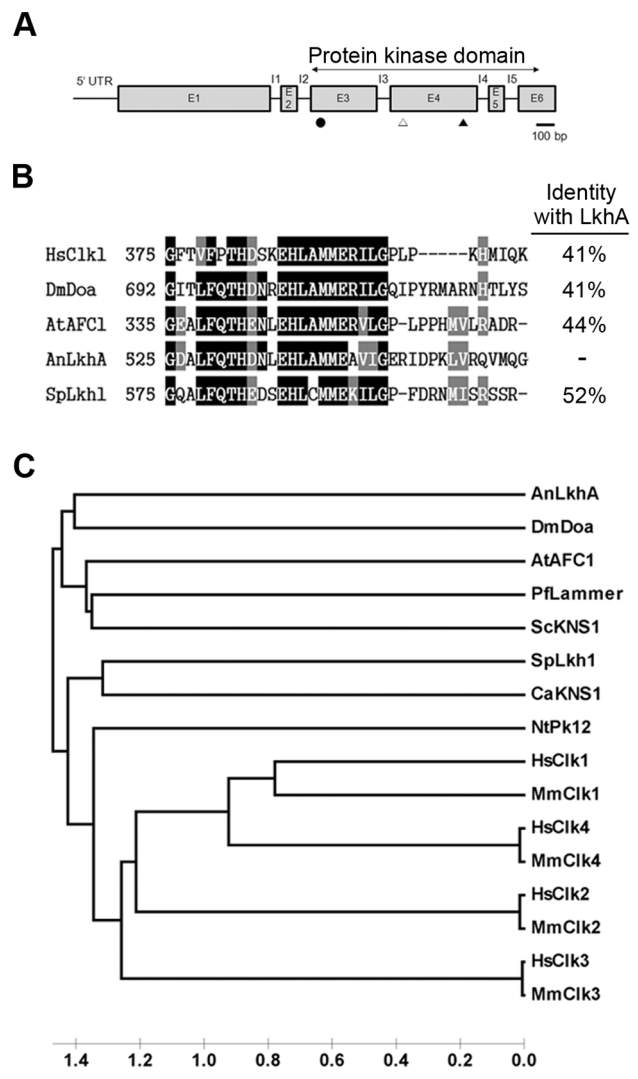 A
Protein kinase domain
5' UTR I1 I2 I3 I4 I5
E1 E2 E3 E4 E5 E6
100 bp
B
Identity with LkhA
HsClk1 375 GFTVFPTHDSKEHLAMMERILGPLP-----KHMIQK 41%
DmDoa 692 GITLFQTHDNREHLAMMERILGQIPYRMARNHTLYS 41%
AtAFC1 335 GEALFQTHENLEHLAMMERVLGP-LPPHMVLRADR- 44%
AnLkhA 525 GDALFQTHDNLEHLAMMEAVIGERIDPKLVRQVMQG -
SpLkh1 575 GQALFQTHEDSEHLCMMEKILGP-FDRNMISRSSR- 52%
C
AnLkhA
DmDoa
AtAFC1
PfLammer
ScKNS1
SpLkh1
CaKNS1
NtPk12
HsClk1
MmClk1
HsClk4
MmClk4
HsClk2
MmClk2
HsClk3
MmClk3
1.4 1.2 1.0 0.8 0.6 0.4 0.2 0.0